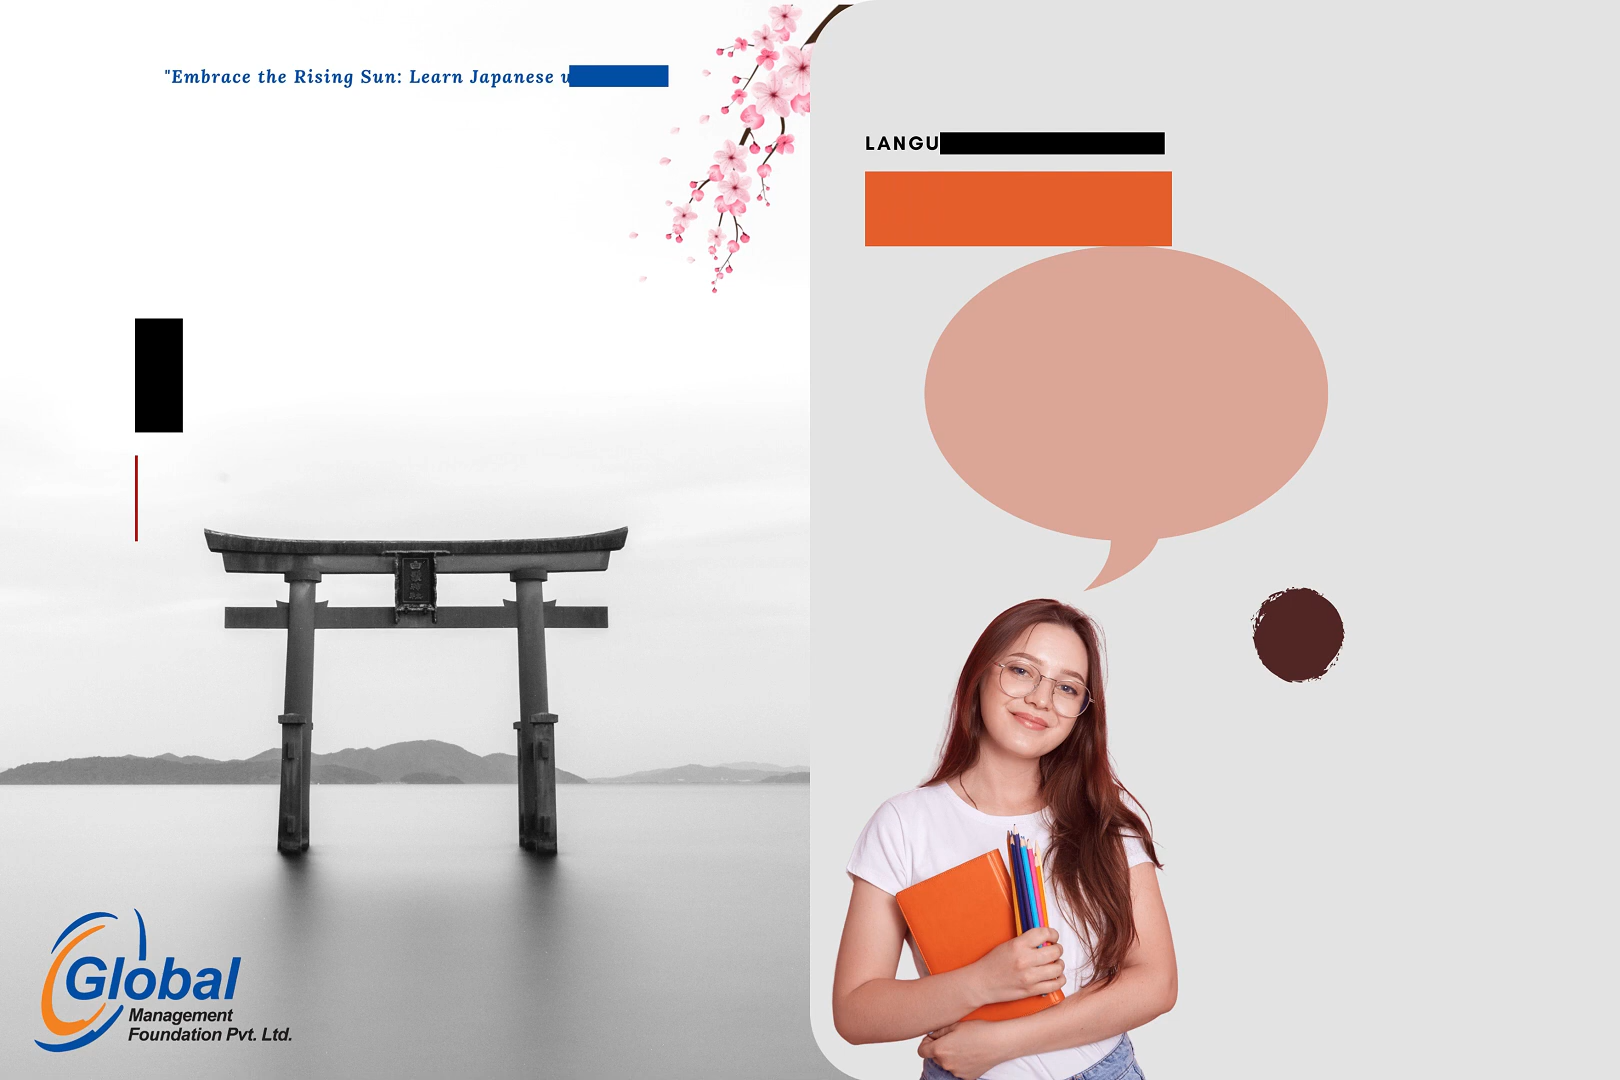 "Embrace the Rising Sun: Learn Japanese
LANGU
Global
Management
Foundation Pvt. Ltd.